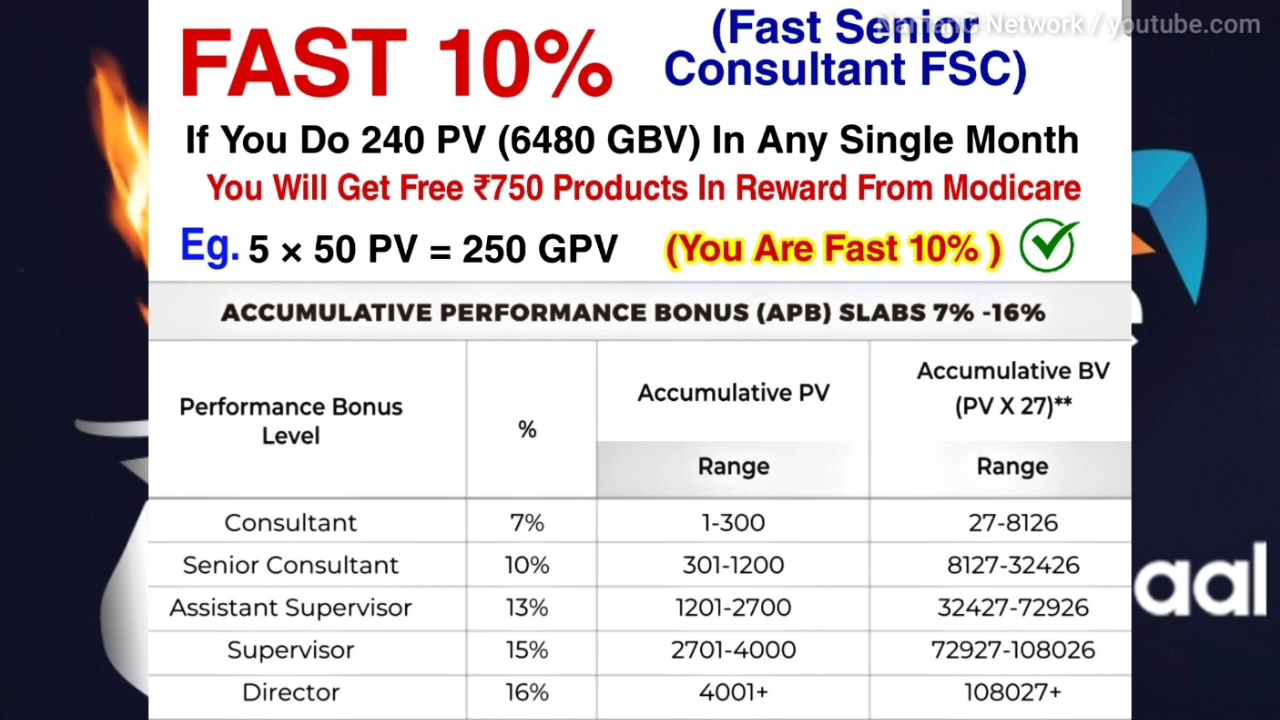 NamanG Network / youtube.com
FAST 10%
(Fast Senior
Consultant FSC)
If You Do 240 PV (6480 GBV) In Any Single Month
You Will Get Free ₹750 Products In Reward From Modicare
Eg. 5 × 50 PV = 250 GPV (You Are Fast 10% )
ACCUMULATIVE PERFORMANCE BONUS (APB) SLABS 7% -16%
Performance Bonus
Level
%
Accumulative PV
Range
Accumulative BV
(PV X 27)**
Range
Consultant 7% 1-300 27-8126
Senior Consultant 10% 301-1200 8127-32426
Assistant Supervisor 13% 1201-2700 32427-72926
Supervisor 15% 2701-4000 72927-108026
Director 16% 4001+ 108027+
e
aal